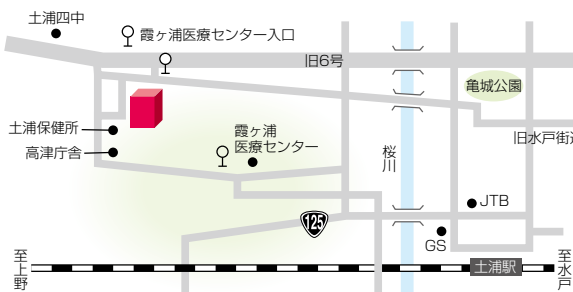 土浦四中
霞ヶ浦医療センター入口
旧6号
亀城公園
土浦保健所
高津庁舎
霞ヶ浦
医療センター
桜川
旧水戸街道
125
JTB
GS
至上野
土浦駅
至水戸